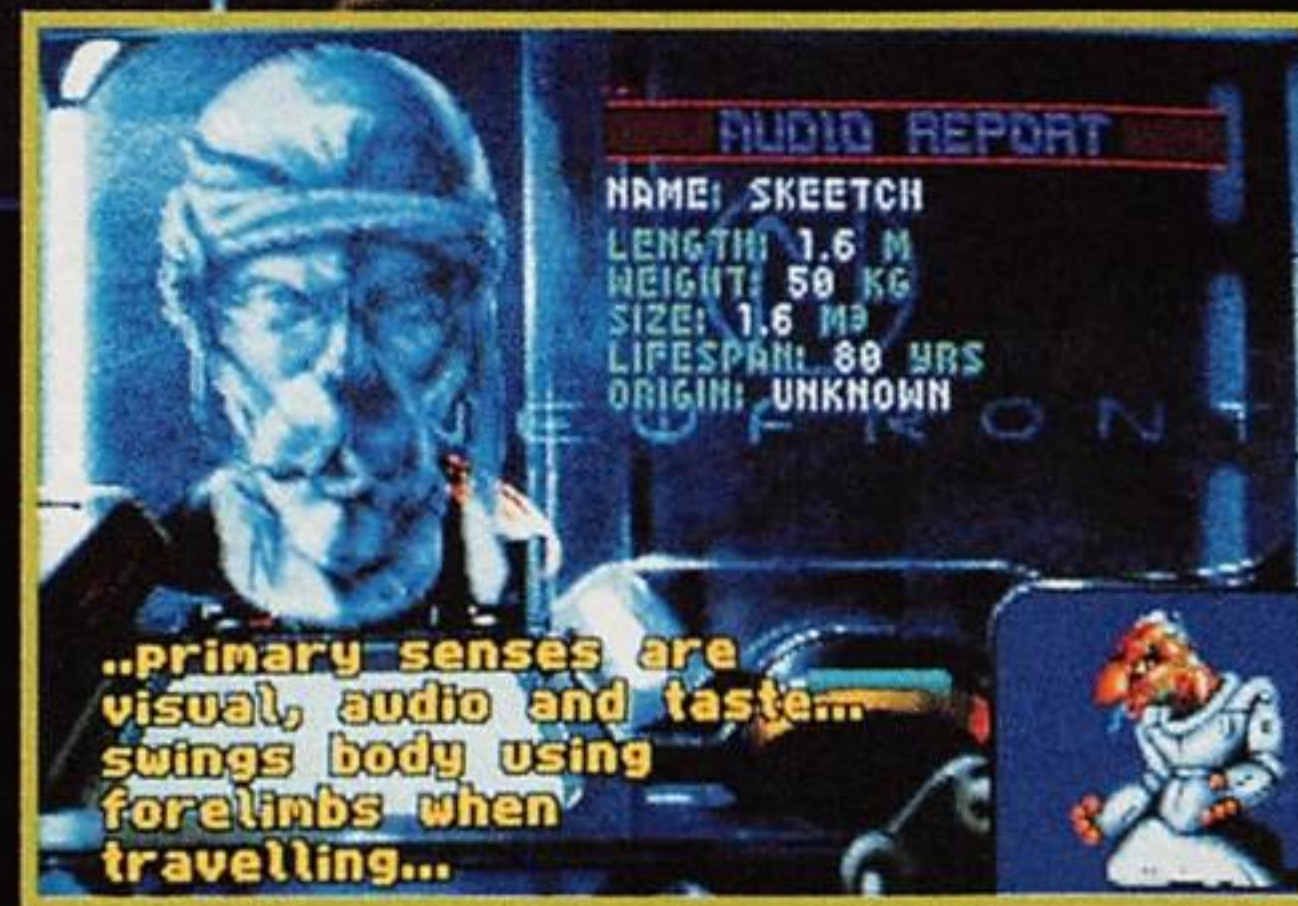 AUDIO REPORT
NAME: SKEETCH
LENGTH: 1.6 M
WEIGHT: 50 KG
SIZE: 1.6 M3
LIFESPAN: 80 YRS
ORIGIN: UNKNOWN
..primary senses are
visual, audio and taste...
swings body using
forelimbs when
travelling...